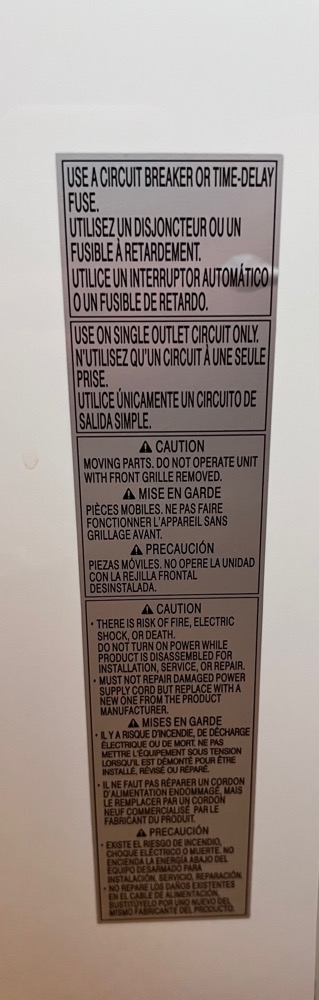 USE A CIRCUIT BREAKER OR TIME-DELAY
FUSE.
UTILISEZ UN DISJONCTEUR OU UN
FUSIBLE À RETARDEMENT.
UTILICE UN INTERRUPTOR AUTOMÁTICO
O UN FUSIBLE DE RETARDO.
USE ON SINGLE OUTLET CIRCUIT ONLY.
N'UTILISEZ QU'UN CIRCUIT À UNE SEULE
PRISE.
UTILICE ÚNICAMENTE UN CIRCUITO DE
SALIDA SIMPLE.
⚠ CAUTION
MOVING PARTS. DO NOT OPERATE UNIT
WITH FRONT GRILLE REMOVED.
⚠ MISE EN GARDE
PIÈCES MOBILES. NE PAS FAIRE
FONCTIONNER L'APPAREIL SANS
GRILLAGE AVANT.
⚠ PRECAUCIÓN
PIEZAS MÓVILES. NO OPERE LA UNIDAD
CON LA REJILLA FRONTAL
DESINSTALADA.
⚠ CAUTION
• THERE IS RISK OF FIRE, ELECTRIC
SHOCK, OR DEATH.
DO NOT TURN ON POWER WHILE
PRODUCT IS DISASSEMBLED FOR
INSTALLATION, SERVICE, OR REPAIR.
• MUST NOT REPAIR DAMAGED POWER
SUPPLY CORD BUT REPLACE WITH A
NEW ONE FROM THE PRODUCT
MANUFACTURER.
⚠ MISES EN GARDE
• IL Y A RISQUE D'INCENDIE, DE DÉCHARGE
ÉLECTRIQUE OU DE MORT. NE PAS
METTRE L'ÉQUIPEMENT SOUS TENSION
LORSQU'IL EST DÉMONTÉ POUR ÊTRE
INSTALLÉ, RÉVISÉ OU RÉPARÉ.
• IL NE FAUT PAS RÉPARER UN CORDON
D'ALIMENTATION ENDOMMAGÉ, MAIS
LE REMPLACER PAR UN CORDON
NEUF COMMERCIALISÉ PAR LE
FABRICANT DU PRODUIT.
⚠ PRECAUCIÓN
• EXISTE EL RIESGO DE INCENDIO,
CHOQUE ELÉCTRICO O MUERTE. NO
ENCIENDA LA ENERGÍA ABAJO DEL
EQUIPO DESARMADO PARA
INSTALACIÓN, SERVICIO, REPARACIÓN.
• NO REPARE LOS DAÑOS EXISTENTES
EN EL CABLE DE ALIMENTACIÓN,
SUSTITÚYELO POR UNO NUEVO DEL
MISMO FABRICANTE DEL PRODUCTO.